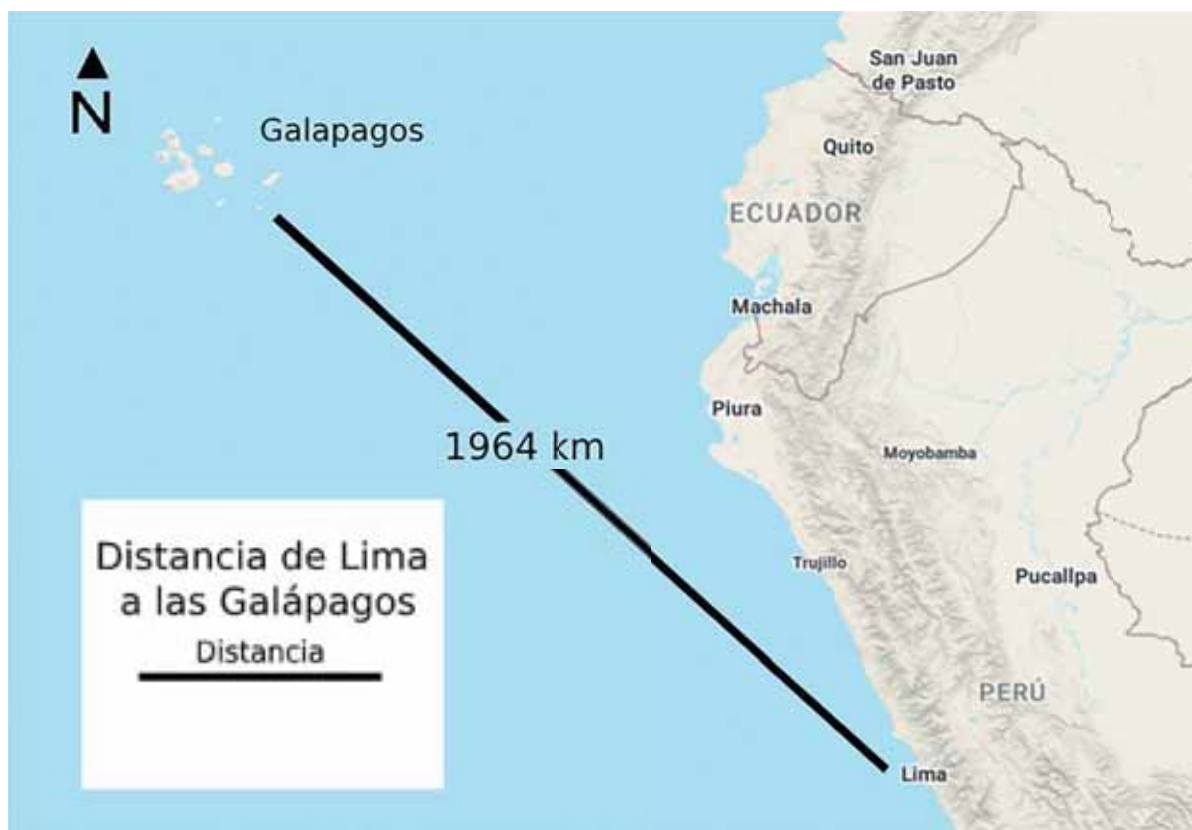 N
Galapagos
San Juan
de Pasto
Quito
ECUADOR
Machala
Piura
1964 km
Moyobamba
Distancia de Lima
a las Galápagos
Distancia
Trujillo
Pucallpa
PERÚ
Lima